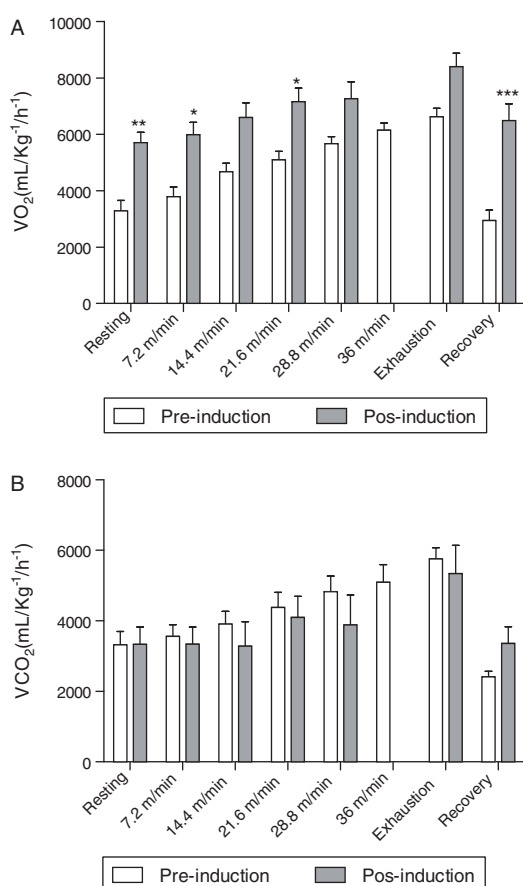 A
10000
8000
6000
4000
2000
0
VO2(mL/Kg-1/h-1)
** * * ***
Resting
7.2 m/min
14.4 m/min
21.6 m/min
28.8 m/min
36 m/min
Exhaustion
Recovery
Pre-induction Pos-induction
B
8000
6000
4000
2000
0
VCO2(mL/Kg-1/h-1)
Resting
7.2 m/min
14.4 m/min
21.6 m/min
28.8 m/min
36 m/min
Exhaustion
Recovery
Pre-induction Pos-induction